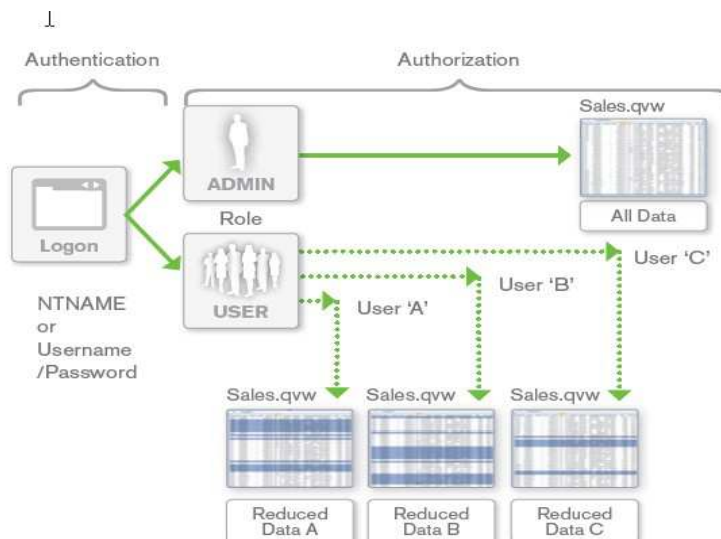 Authentication
Authorization
Sales.qvw
ADMIN
All Data
Role
Logon
User 'C'
User 'B'
User 'A'
USER
NTNAME
or
Username
/Password
Sales.qvw
Sales.qvw
Sales.qvw
Reduced
Data A
Reduced
Data B
Reduced
Data C